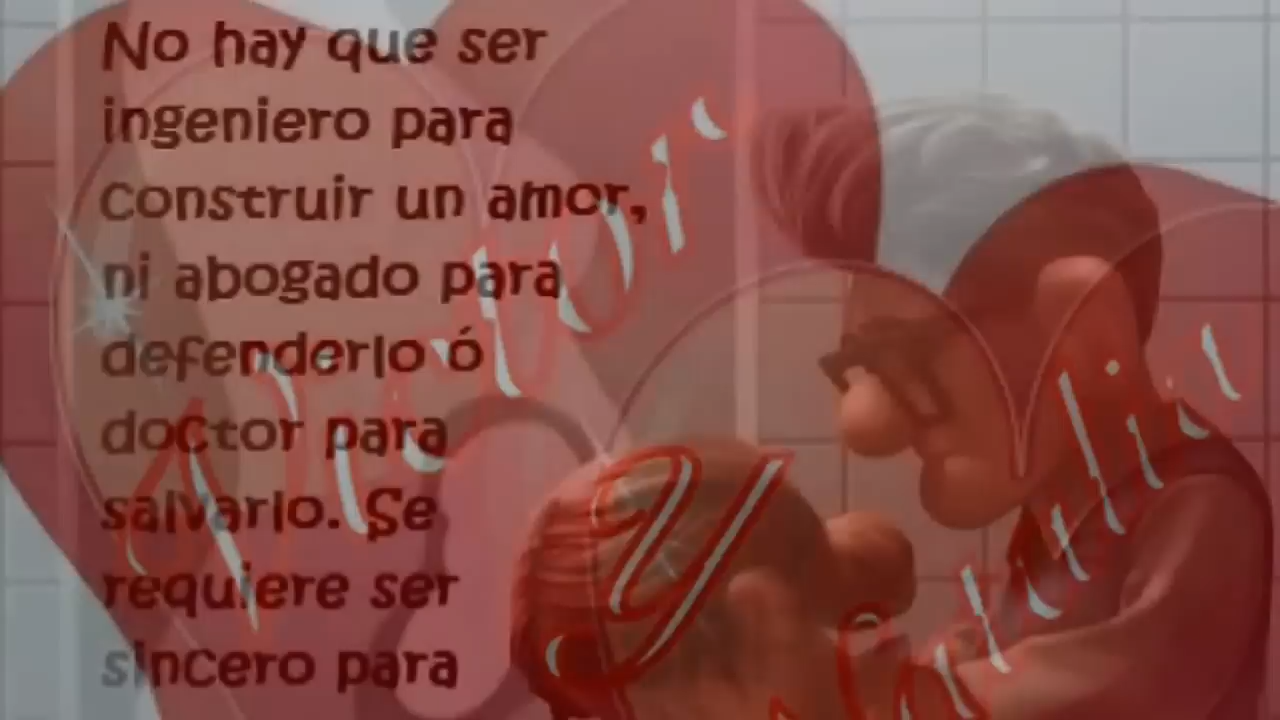 No hay que ser
ingeniero para
construir un amor,
ni abogado para
defenderlo ó
doctor para
salvarlo. Se
requiere ser
sincero para
Y
Natalia